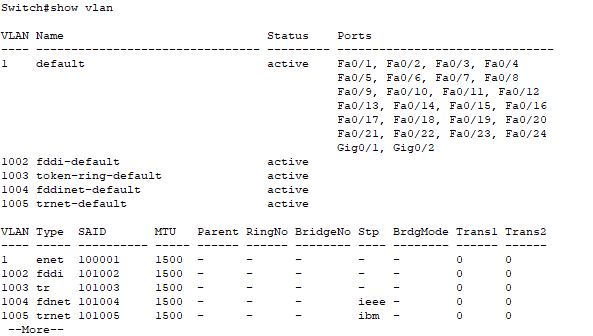 Switch#show vlan
VLAN Name                             Status    Ports
---- -------------------------------- --------- -------------------------------
1    default                          active    Fa0/1, Fa0/2, Fa0/3, Fa0/4
                                                Fa0/5, Fa0/6, Fa0/7, Fa0/8
                                                Fa0/9, Fa0/10, Fa0/11, Fa0/12
                                                Fa0/13, Fa0/14, Fa0/15, Fa0/16
                                                Fa0/17, Fa0/18, Fa0/19, Fa0/20
                                                Fa0/21, Fa0/22, Fa0/23, Fa0/24
                                                Gig0/1, Gig0/2
1002 fddi-default                     active
1003 token-ring-default               active
1004 fddinet-default                  active
1005 trnet-default                    active
VLAN Type  SAID       MTU   Parent RingNo BridgeNo Stp  BrdgMode Trans1 Trans2
---- ----- ---------- ----- ------ ------ -------- ---- -------- ------ ------
1    enet  100001     1500  -      -      -        -    -        0      0
1002 fddi  101002     1500  -      -      -        -    -        0      0
1003 tr    101003     1500  -      -      -        -    -        0      0
1004 fdnet 101004     1500  -      -      -        ieee -        0      0
1005 trnet 101005     1500  -      -      -        ibm  -        0      0
 --More--